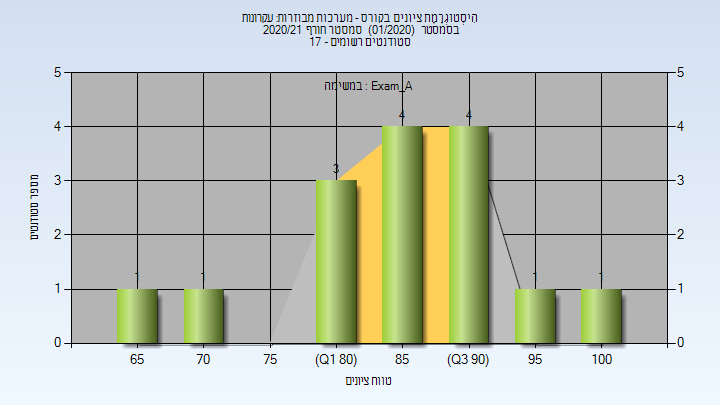 היסטוגרמת ציונים בקורס - מערכות מבוזרות: עקרונות
בסמסטר (01/2020) סמסטר חורף 2020/21
סטודנטים רשומים - 17
במשימה : Exam_A
מספר סטודנטים
5 5
4 4
3 3
2 2
1 1
0 0
1 1 3 4 4 1 1
65 70 75 (Q1 80) 85 (Q3 90) 95 100
טווח ציונים